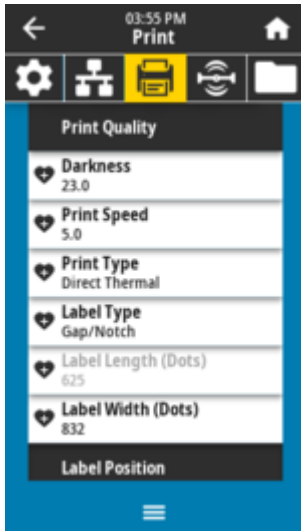 03:55 PM
Print
Print Quality
Darkness
23.0
Print Speed
5.0
Print Type
Direct Thermal
Label Type
Gap/Notch
Label Length (Dots)
625
Label Width (Dots)
832
Label Position